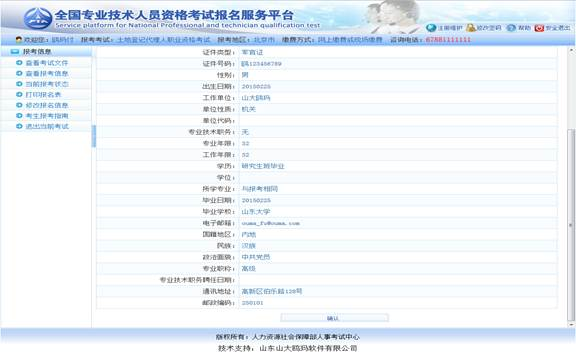 全国专业技术人员资格考试报名服务平台
Service platform for National Professional and technician qualification test
注册维护 修改密码 帮助 安全退出
欢迎您：鸥玛付 报考考试：土地登记代理人职业资格考试 报考地区：北京市 缴费方式：网上缴费或现场缴费 咨询电话：67881111111
报考信息
查看考试文件
查看报考信息
当前报考状态
打印报名表
修改报名信息
考生报考指南
退出当前考试
证件类型： 军官证
证件号码： 鸥123456789
性别： 男
出生日期： 20150225
工作单位： 山大鸥玛
单位性质： 机关
单位代码：
专业技术职务： 无
专业年限： 32
工作年限： 52
学历： 研究生班毕业
学位：
所学专业： 与报考相同
毕业日期： 20150225
毕业学校： 山东大学
电子邮箱： ouma_fu@ouma.com
国籍地区： 内地
民族： 汉族
政治面貌： 中共党员
专业职称： 高级
专业技术职务聘任日期：
通讯地址： 高新区伯乐路128号
邮政编码： 250101
确认
版权所有：人力资源社会保障部人事考试中心
技术支持：山东山大鸥玛软件有限公司